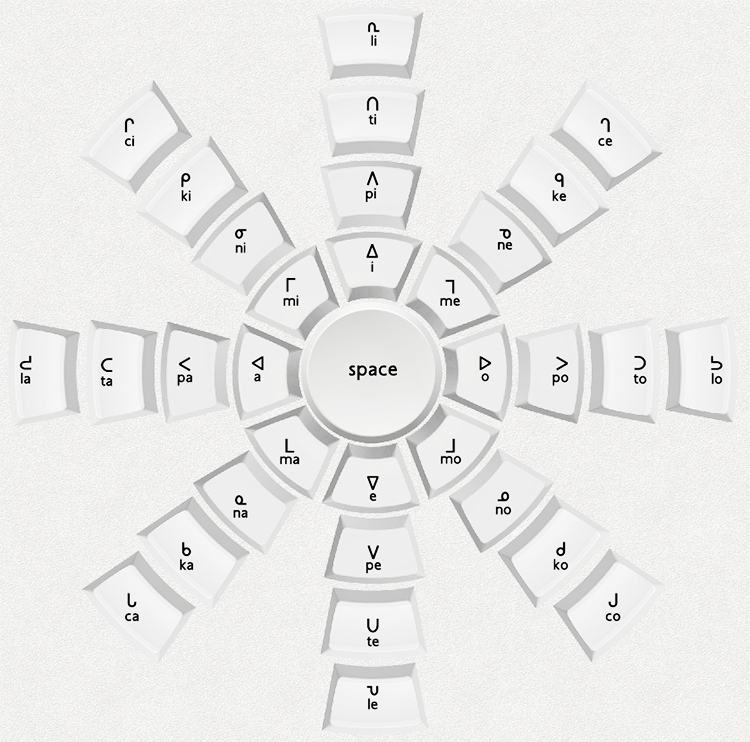 ᓕ
li
ᑎ
ti
ᒋ
ci
ᒉ
ce
ᑭ
ki
ᐱ
pi
ᑫ
ke
ᓂ
ni
ᐃ
i
ᓀ
ne
ᒥ
mi
ᒣ
me
ᓚ
la
ᑕ
ta
ᐸ
pa
ᐊ
a
space
ᐅ
o
ᐳ
po
ᑐ
to
ᓗ
lo
ᒪ
ma
ᒧ
mo
ᐁ
e
ᓇ
na
ᓄ
no
ᑲ
ka
ᐯ
pe
ᑯ
ko
ᒐ
ca
ᒍ
co
ᑌ
te
ᓓ
le